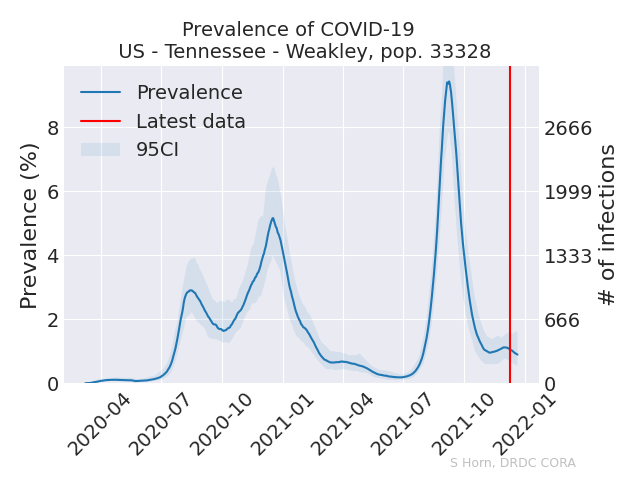 Prevalence of COVID-19
US - Tennessee - Weakley, pop. 33328
Prevalence
Latest data
95CI
Prevalence (%)
8
6
4
2
0
2666
1999
1333
666
0
# of infections
2020-04
2020-07
2020-10
2021-01
2021-04
2021-07
2021-10
2022-01
S Horn, DRDC CORA